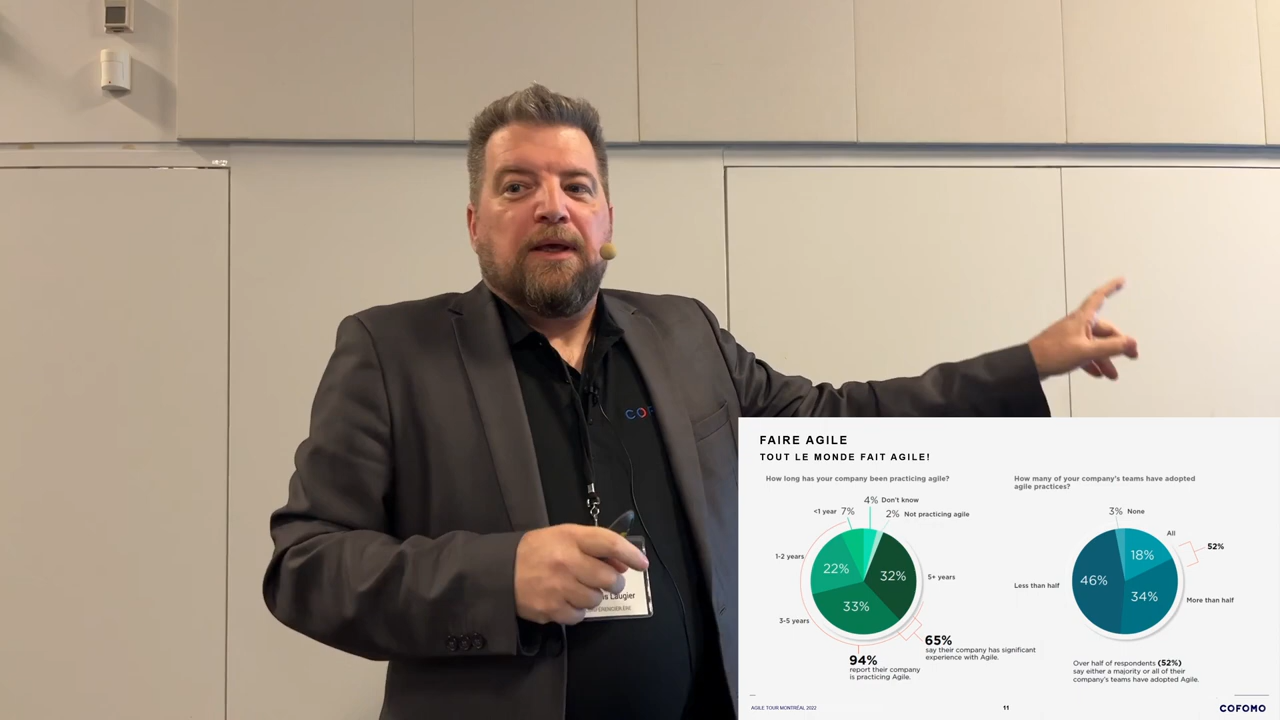 COF
Laugier
CONFÉRENCIER.ÈRE
FAIRE AGILE
TOUT LE MONDE FAIT AGILE!
How long has your company been practicing agile?
4% Don't know
<1 year 7%
2% Not practicing agile
1-2 years
22%
32%
5+ years
33%
3-5 years
65%
say their company has significant
experience with Agile.
94%
report their company
is practicing Agile.
How many of your company's teams have adopted
agile practices?
3% None
All
52%
18%
46%
Less than half
34%
More than half
Over half of respondents (52%)
say either a majority or all of their
company's teams have adopted Agile.
AGILE TOUR MONTRÉAL 2022
11
COFOMO